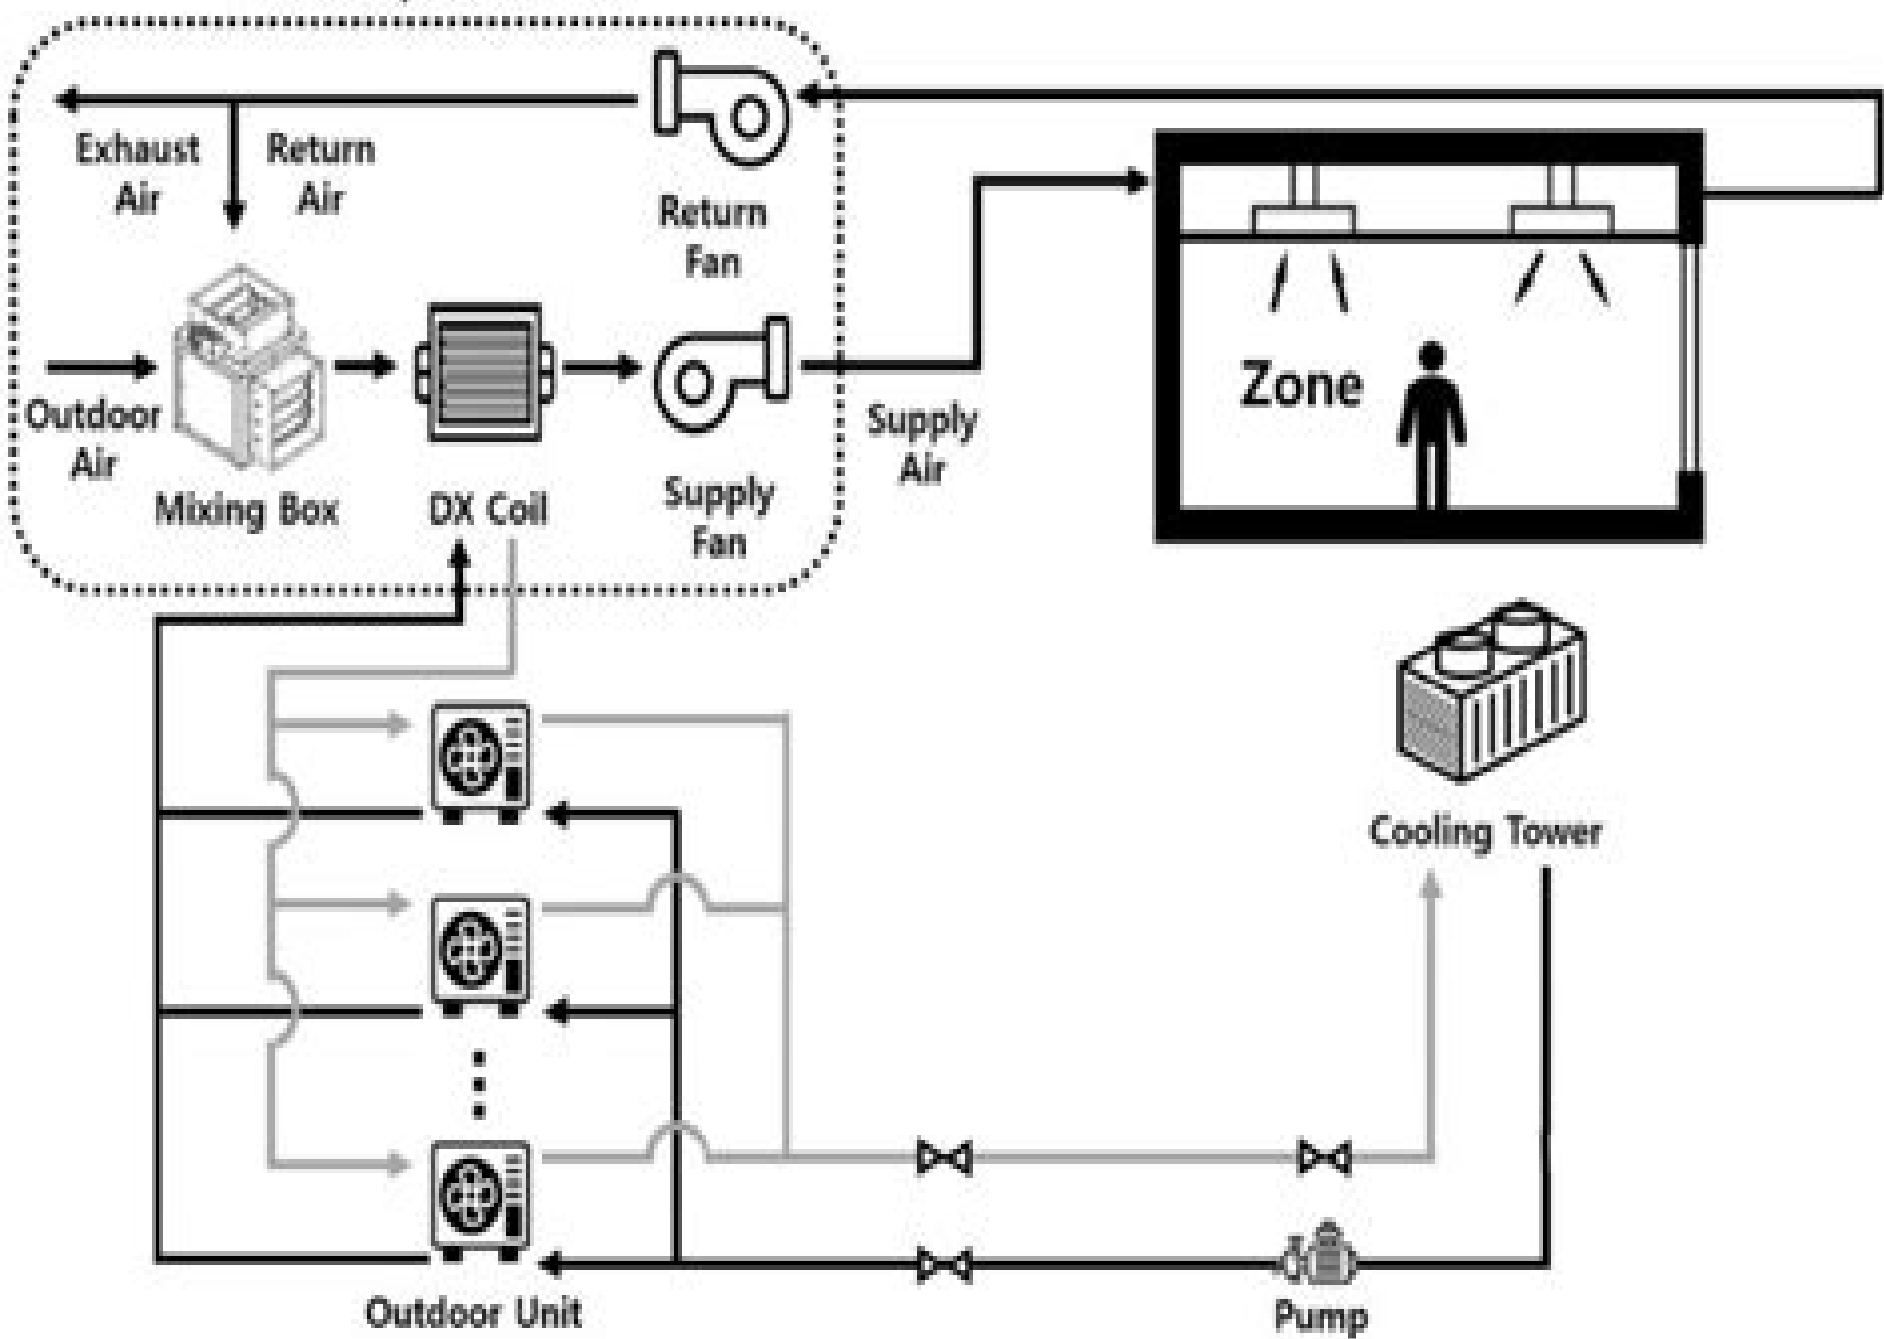 Exhaust
Air
Return
Air
Return
Fan
Outdoor
Air
Mixing Box
DX Coil
Supply
Fan
Supply
Air
Zone
Cooling Tower
Outdoor Unit
Pump